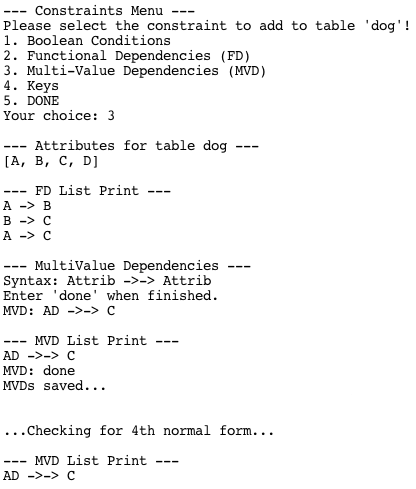 --- Constraints Menu ---
Please select the constraint to add to table 'dog'!
1. Boolean Conditions
2. Functional Dependencies (FD)
3. Multi-Value Dependencies (MVD)
4. Keys
5. DONE
Your choice: 3
--- Attributes for table dog ---
[A, B, C, D]
--- FD List Print ---
A -> B
B -> C
A -> C
--- MultiValue Dependencies ---
Syntax: Attrib ->-> Attrib
Enter 'done' when finished.
MVD: AD ->-> C
--- MVD List Print ---
AD ->-> C
MVD: done
MVDs saved...
...Checking for 4th normal form...
--- MVD List Print ---
AD ->-> C